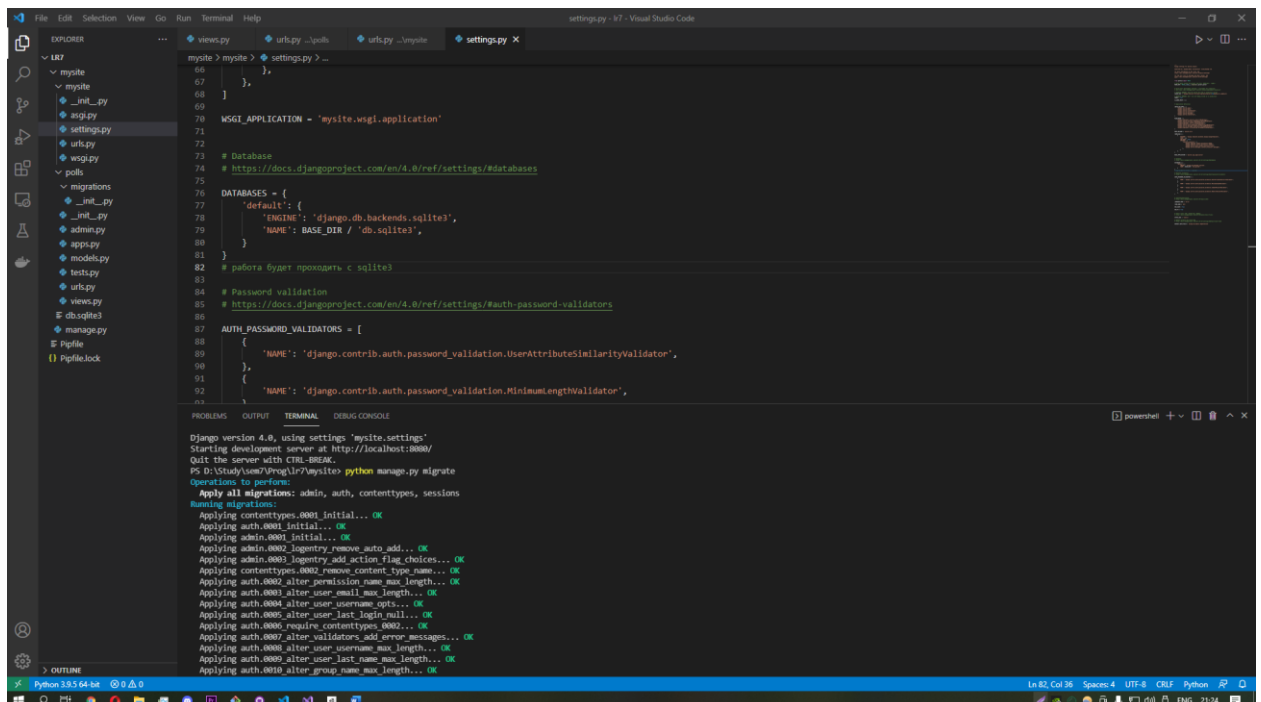 File Edit Selection View Go Run Terminal Help
settings.py - lr7 - Visual Studio Code
EXPLORER
views.py
urls.py ...\polls
urls.py ...\mysite
settings.py
LR7
mysite
mysite
__init__.py
asgi.py
settings.py
urls.py
wsgi.py
polls
migrations
__init__.py
__init__.py
admin.py
apps.py
models.py
tests.py
urls.py
views.py
db.sqlite3
manage.py
Pipfile
{} Pipfile.lock
OUTLINE
mysite > mysite > settings.py > ...
66 },
67 },
68 ]
69
70 WSGI_APPLICATION = 'mysite.wsgi.application'
71
72
73 # Database
74 # https://docs.djangoproject.com/en/4.0/ref/settings/#databases
75
76 DATABASES = {
77 'default': {
78 'ENGINE': 'django.db.backends.sqlite3',
79 'NAME': BASE_DIR / 'db.sqlite3',
80 }
81 }
82 # работа будет проходить с sqlite3
83
84 # Password validation
85 # https://docs.djangoproject.com/en/4.0/ref/settings/#auth-password-validators
86
87 AUTH_PASSWORD_VALIDATORS = [
88 {
89 'NAME': 'django.contrib.auth.password_validation.UserAttributeSimilarityValidator',
90 },
91 {
92 'NAME': 'django.contrib.auth.password_validation.MinimumLengthValidator',
93 }
PROBLEMS OUTPUT TERMINAL DEBUG CONSOLE
powershell
Django version 4.0, using settings 'mysite.settings'
Starting development server at http://localhost:8000/
Quit the server with CTRL-BREAK.
PS D:\Study\sem7\Prog\lr7\mysite> python manage.py migrate
Operations to perform:
Apply all migrations: admin, auth, contenttypes, sessions
Running migrations:
Applying contenttypes.0001_initial... OK
Applying auth.0001_initial... OK
Applying admin.0001_initial... OK
Applying admin.0002_logentry_remove_auto_add... OK
Applying admin.0003_logentry_add_action_flag_choices... OK
Applying contenttypes.0002_remove_content_type_name... OK
Applying auth.0002_alter_permission_name_max_length... OK
Applying auth.0003_alter_user_email_max_length... OK
Applying auth.0004_alter_user_username_opts... OK
Applying auth.0005_alter_user_last_login_null... OK
Applying auth.0006_require_contenttypes_0002... OK
Applying auth.0007_alter_validators_add_error_messages... OK
Applying auth.0008_alter_user_username_max_length... OK
Applying auth.0009_alter_user_last_name_max_length... OK
Applying auth.0010_alter_group_name_max_length... OK
Python 3.9.5 64-bit 0 0
Ln 82, Col 36 Spaces: 4 UTF-8 CRLF Python
ENG 21:24